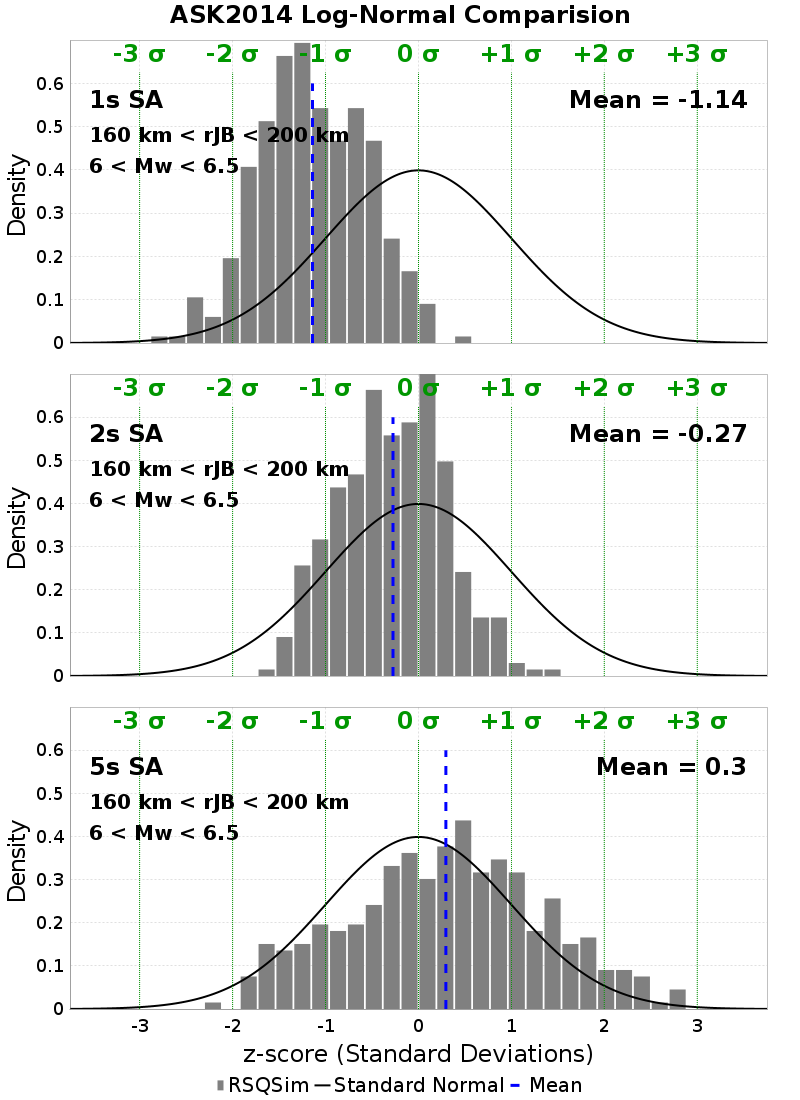 ASK2014 Log-Normal Comparision
-3 σ -2 σ -1 σ 0 σ +1 σ +2 σ +3 σ
1s SA
Mean = -1.14
160 km < rJB < 200 km
6 < Mw < 6.5
0.6
0.5
0.4
0.3
0.2
0.1
0
Density
-3 σ -2 σ -1 σ 0 σ +1 σ +2 σ +3 σ
2s SA
Mean = -0.27
160 km < rJB < 200 km
6 < Mw < 6.5
0.6
0.5
0.4
0.3
0.2
0.1
0
Density
-3 σ -2 σ -1 σ 0 σ +1 σ +2 σ +3 σ
5s SA
Mean = 0.3
160 km < rJB < 200 km
6 < Mw < 6.5
0.6
0.5
0.4
0.3
0.2
0.1
0
Density
-3 -2 -1 0 1 2 3
z-score (Standard Deviations)
RSQSim Standard Normal Mean